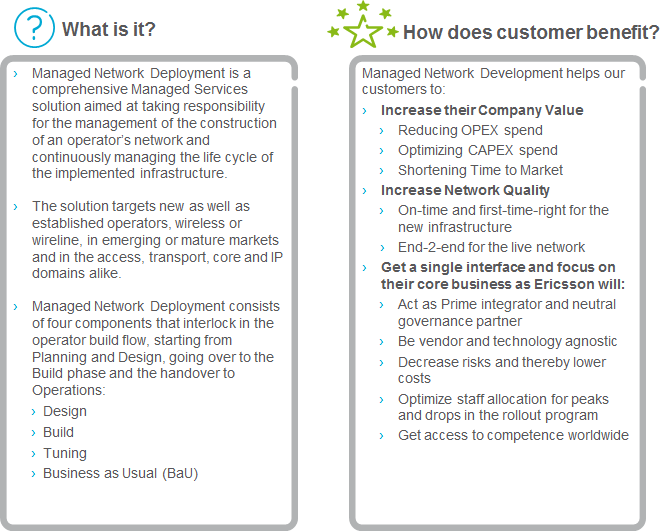 ?
What is it?
› Managed Network Deployment is a
comprehensive Managed Services
solution aimed at taking responsibility
for the management of the construction
of an operator's network and
continuously managing the life cycle of
the implemented infrastructure.
› The solution targets new as well as
established operators, wireless or
wireline, in emerging or mature markets
and in the access, transport, core and IP
domains alike.
› Managed Network Deployment consists
of four components that interlock in the
operator build flow, starting from
Planning and Design, going over to the
Build phase and the handover to
Operations:
› Design
› Build
› Tuning
› Business as Usual (BaU)
How does customer benefit?
Managed Network Development helps our
customers to:
› Increase their Company Value
› Reducing OPEX spend
› Optimizing CAPEX spend
› Shortening Time to Market
› Increase Network Quality
› On-time and first-time-right for the
new infrastructure
› End-2-end for the live network
› Get a single interface and focus on
their core business as Ericsson will:
› Act as Prime integrator and neutral
governance partner
› Be vendor and technology agnostic
› Decrease risks and thereby lower
costs
› Optimize staff allocation for peaks
and drops in the rollout program
› Get access to competence worldwide